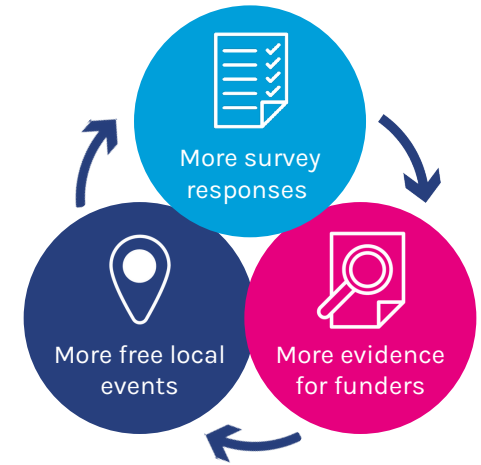 More survey
responses
More evidence
for funders
More free local
events